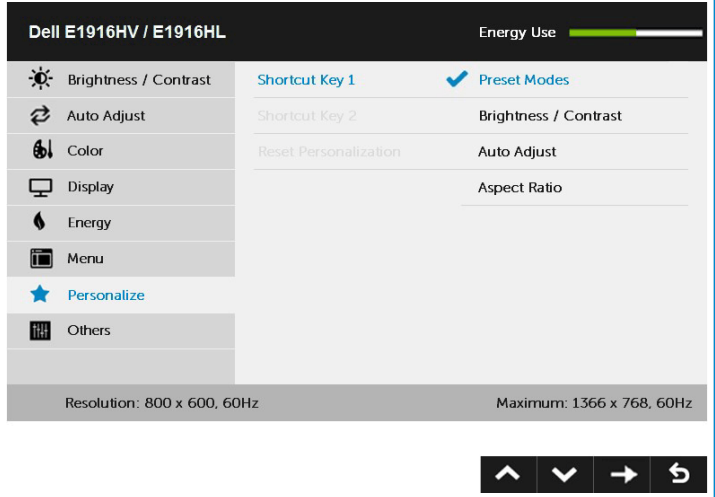 Dell E1916HV / E1916HL Energy Use
Brightness / Contrast Shortcut Key 1 Preset Modes
Auto Adjust Shortcut Key 2 Brightness / Contrast
Color Reset Personalization Auto Adjust
Display Aspect Ratio
Energy
Menu
Personalize
Others
Resolution: 800 x 600, 60Hz Maximum: 1366 x 768, 60Hz